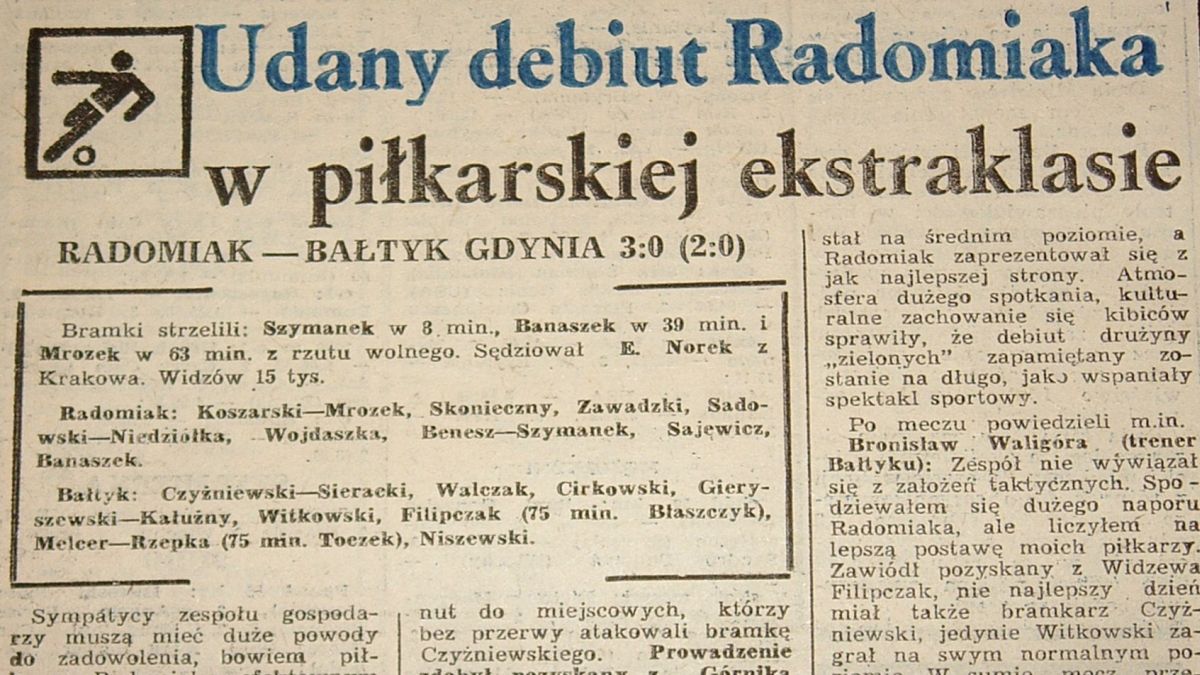 Udany debiut Radomiaka
w piłkarskiej ekstraklasie
RADOMIAK — BAŁTYK GDYNIA 3:0 (2:0)
Bramki strzelili: Szymanek w 8 min., Banaszek w 39 min. i
Mrozek w 63 min. z rzutu wolnego. Sędziował E. Norek z
Krakowa. Widzów 15 tys.
Radomiak: Koszarski—Mrozek, Skonieczny, Zawadzki, Sado-
wski—Niedziółka, Wojdaszka, Benesz—Szymanek, Sajewicz,
Banaszek.
Bałtyk: Czyżniewski—Sieracki, Walczak, Cirkowski, Giery-
szewski—Kałużny, Witkowski, Filipczak (75 min. Błaszczyk),
Melcer—Rzepka (75 min. Toczek), Niszewski.
Sympátycy zespołu gospoda-
rzy muszą mieć duże powody
do zadowolenia, bowiem pił-
nut do miejscowych, którzy
bez przerwy atakowali bramkę
Czyżniewskiego. Prowadzenie
zdobył pozyskany z Górnika
stał na średnim poziomie, a
Radomiak zaprezentował się z
jak najlepszej strony. Atmo-
sfera dużego spotkania, kultu-
ralne zachowanie się kibiców
sprawiły, że debiut drużyny
„zielonych” zapamiętany zo-
stanie na długo, jako wspaniały
spektakl sportowy.
Po meczu powiedzieli m.in.
Bronisław Waligóra (trener
Bałtyku): Zespół nie wywiązał
się z założeń taktycznych. Spo-
dziewałem się dużego naporu
Radomiaka, ale liczyłem na
lepszą postawę moich piłkarzy.
Zawiódł pozyskany z Widzewa
Filipczak, nie najlepszy dzień
miał także bramkarz Czyż-
niewski, jedynie Witkowski za-
grał na swym normalnym po-